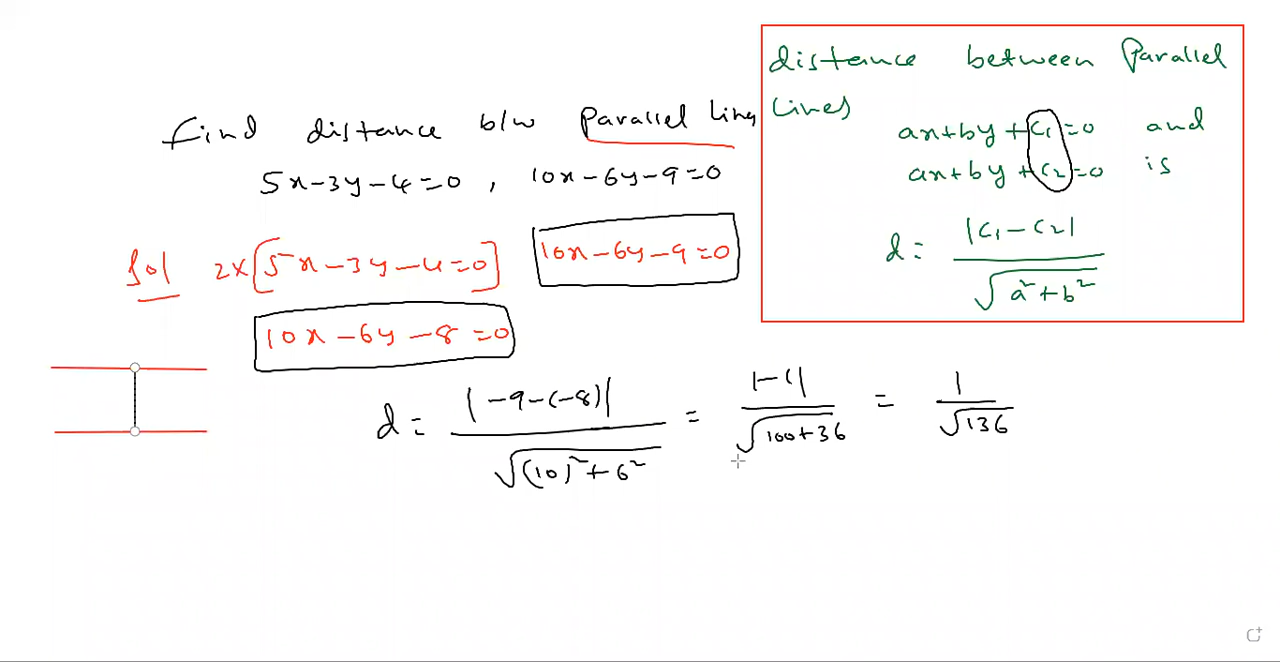 Find distance b/w Parallel Lines
5x-3y-4=0, 10x-6y-9=0
Sol 2x[5x-3y-4=0] 10x-6y-9=0
10x-6y-8=0
d= |-9-(-8)| / √(10)²+6² = |-1| / √100+36 = 1 / √136
distance between Parallel
Lines
ax+by+c₁=0 and
ax+by+c₂=0 is
d= |c₁-c₂| / √a²+b²